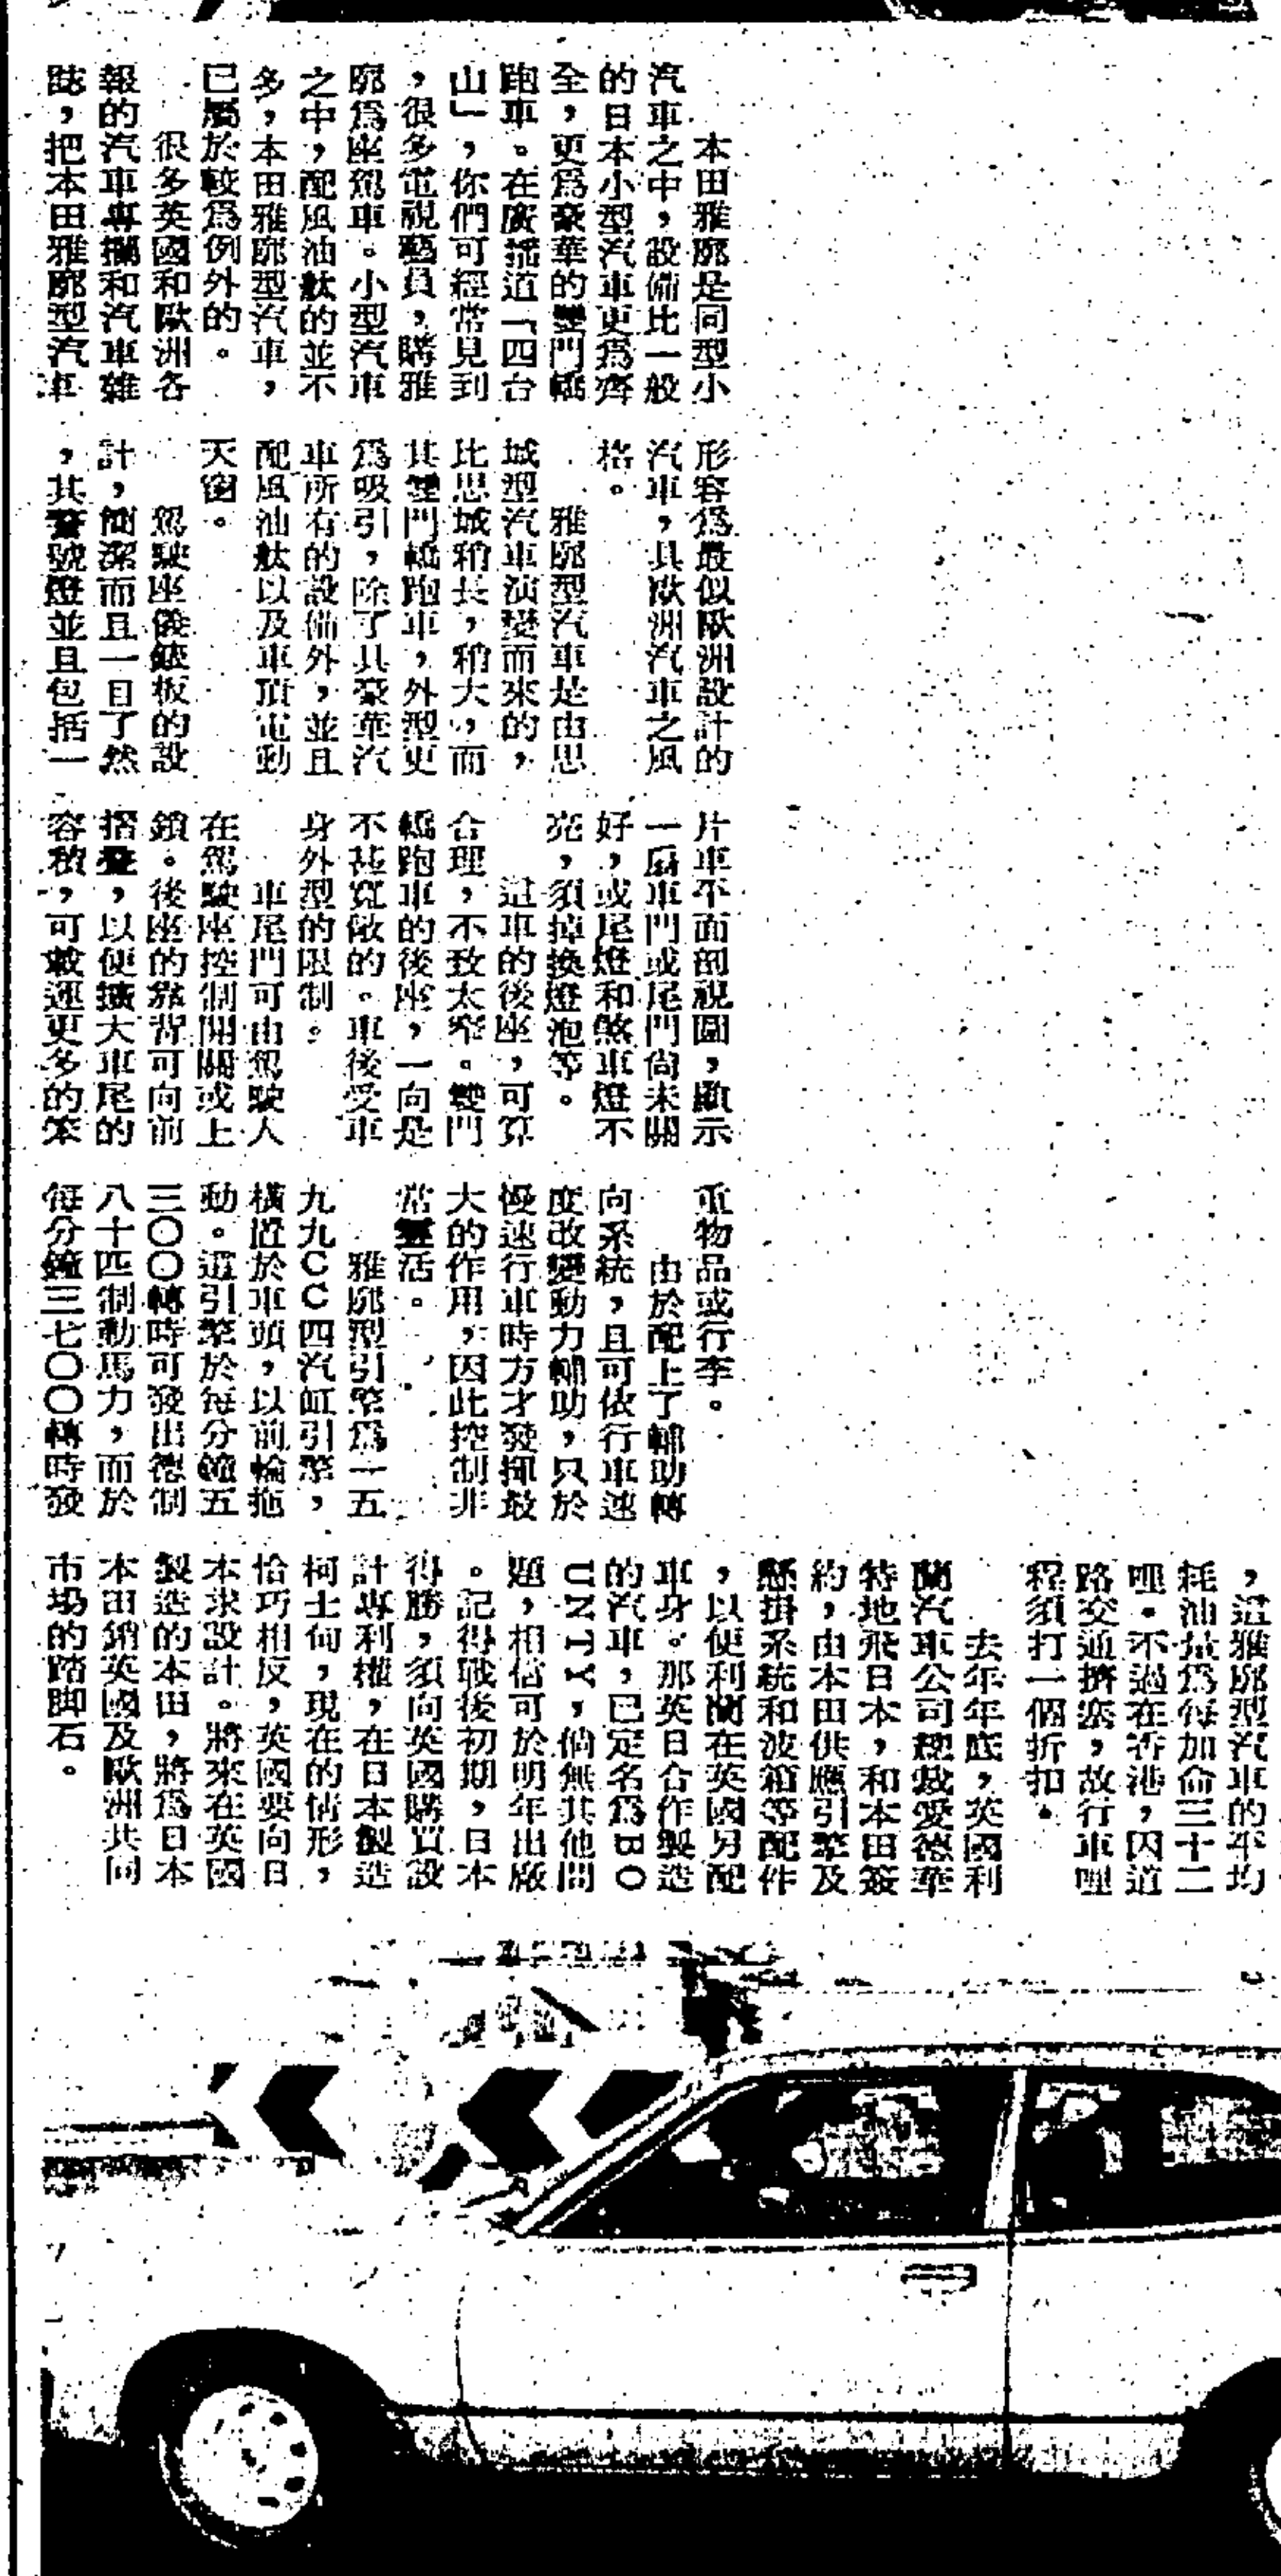 本田雅廓是同型小
汽車之中，設備比一般
的日本小型汽車更爲齊
全，更爲豪華的雙門轎
跑車。在廣播道「四台
山」，你們可經常見到
，很多電視藝員，購雅
廓爲座駕車。小型汽車
之中，配風油軚的並不
多，本田雅廓型汽車，
已屬於較爲例外的。
很多英國和歐洲各
報的汽車專欄和汽車雜
誌，把本田雅廓型汽車
形容爲最似歐洲設計的
汽車，具歐洲汽車之風
格。
雅廓型汽車是由思
城型汽車演變而來的，
比思城稍長，稍大，而
其雙門轎跑車，外型更
爲吸引，除了具豪華汽
車所有的設備外，並且
配風油軚以及車頂電動
天窗。
駕駛座儀錶板的設
計，簡潔而且一目了然
，其警號燈並且包括一
片車平面剖視圖，顯示
一扇車門或尾門尙未關
好，或尾燈和煞車燈不
亮，須掉換燈泡等。
這車的後座，可算
合理，不致太窄。雙門
轎跑車的後座，一向是
不甚寬敞的。車後受車
身外型的限制。
車尾門可由駕駛人
在駕駛座控制開關或上
鎖。後座的靠背可向前
摺疊，以便擴大車尾的
容積，可載運更多的笨
重物品或行李。
由於配上了輔助轉
向系統，且可依行車速
度改變動力輔助，只於
慢速行車時方才發揮最
大的作用，因此控制非
常靈活。
雅廓型引擎爲一五
九九ＣＣ四汽缸引擎，
橫置於車頭，以前輪拖
動。這引擎於每分鐘五
三〇〇轉時可發出德制
八十匹制動馬力，而於
每分鐘三七〇〇轉時發
，這雅廓型汽車的平均
耗油量爲每加侖三十二
哩。不過在香港，因道
路交通擠塞，故行車哩
程須打一個折扣。
去年年底，英國利
蘭汽車公司總裁愛德華
特地飛日本，和本田簽
約，由本田供應引擎及
懸掛系統和波箱等配件
，以便利蘭在英國另配
車身。那英日合作製造
的汽車，已定名爲ＢＯ
ＵＮＴＹ，倘無其他問
題，相信可於明年出廠
。記得戰後初期，日本
得勝，須向英國購買設
計專利權，在日本製造
柯士甸，現在的情形，
恰巧相反，英國要向日
本求設計。將來在英國
製造的本田，將爲日本
本田銷英國及歐洲共同
市場的踏脚石。